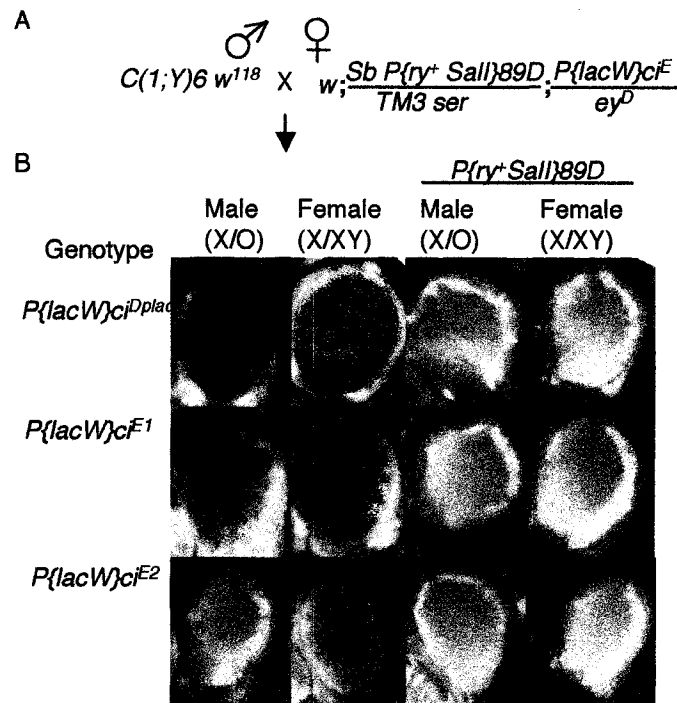 A
♂ ♀
C(1;Y)6 w118 X w; Sb P{ry+ SalI}89D ; P{lacW}ciE
TM3 ser eyD
B
P{ry+SalI}89D
Male Female Male Female
Genotype (X/O) (X/XY) (X/O) (X/XY)
P{lacW}ciDplac
P{lacW}ciE1
P{lacW}ciE2